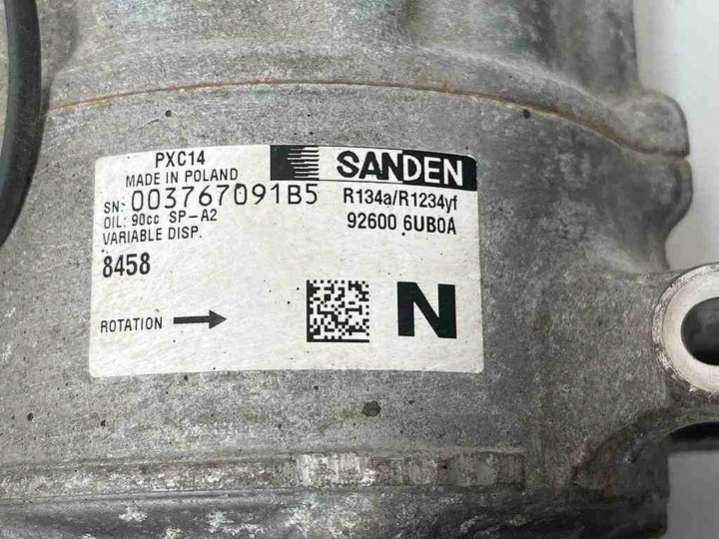 PXC14
MADE IN POLAND
SANDEN
SN: 003767091B5
R134a/R1234yf
OIL: 90cc SP-A2
92600 6UB0A
VARIABLE DISP.
8458
ROTATION
N